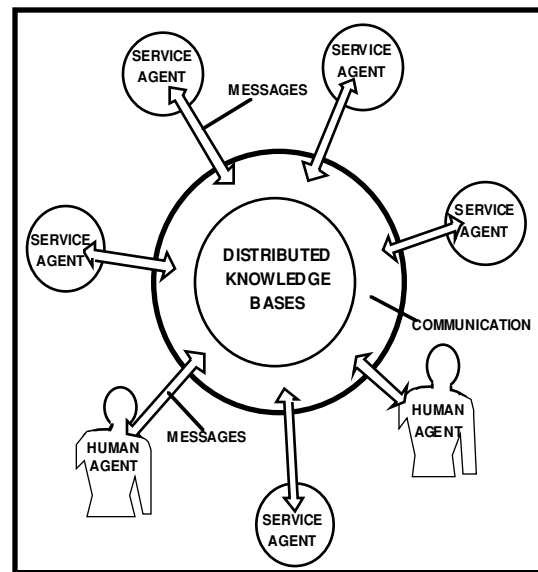 SERVICE
AGENT
SERVICE
AGENT
MESSAGES
SERVICE
AGENT
SERVICE
AGENT
DISTRIBUTED
KNOWLEDGE
BASES
COMMUNICATION
HUMAN
AGENT
HUMAN
AGENT
MESSAGES
SERVICE
AGENT